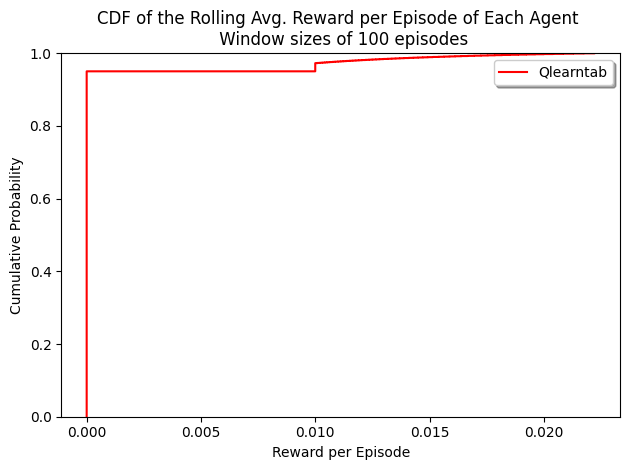 CDF of the Rolling Avg. Reward per Episode of Each Agent
Window sizes of 100 episodes
Qlearntab
Cumulative Probability
1.0
0.8
0.6
0.4
0.2
0.0
0.000
0.005
0.010
0.015
0.020
Reward per Episode